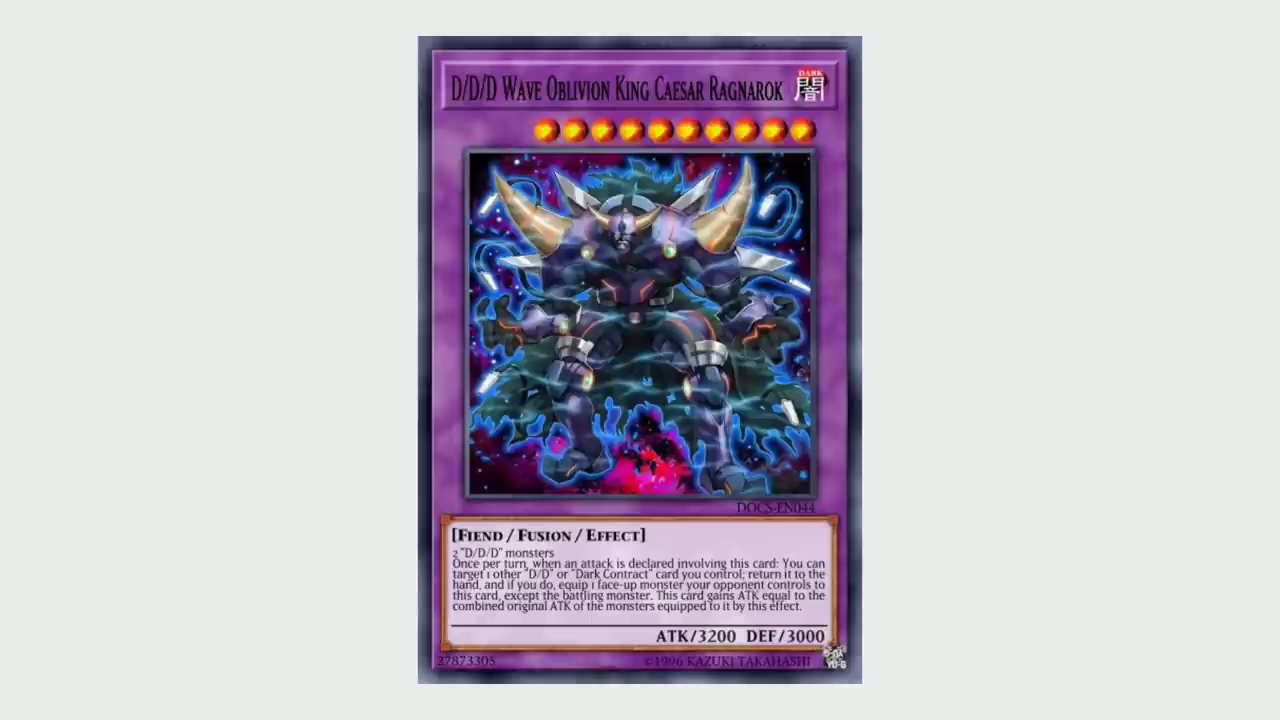 D/D/D Wave Oblivion King Caesar Ragnarok
DARK
闇
DOCS-EN044
[Fiend / Fusion / Effect]
2 "D/D/D" monsters
Once per turn, when an attack is declared involving this card: You can
target 1 other "D/D" or "Dark Contract" card you control; return it to the
hand, and if you do, equip 1 face-up monster your opponent controls to
this card, except the battling monster. This card gains ATK equal to the
combined original ATK of the monsters equipped to it by this effect.
ATK/3200 DEF/3000
27873305
©1996 KAZUKI TAKAHASHI